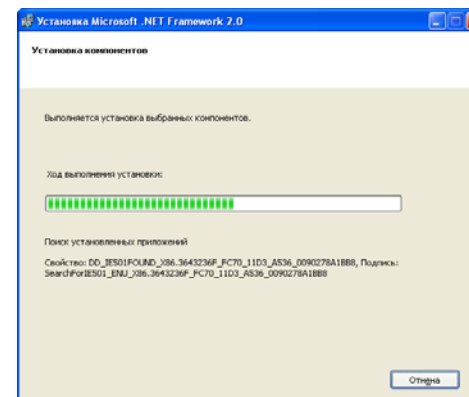 Установка Microsoft .NET Framework 2.0
Установка компонентов
Выполняется установка выбранных компонентов.
Ход выполнения установки:
Поиск установленных приложений
Свойство: DD_IE501FOUND_X86.3643236F_FC70_11D3_A536_0090278A1BB8, Подпись:
SearchForIE501_ENU_X86.3643236F_FC70_11D3_A536_0090278A1BB8
Отмена